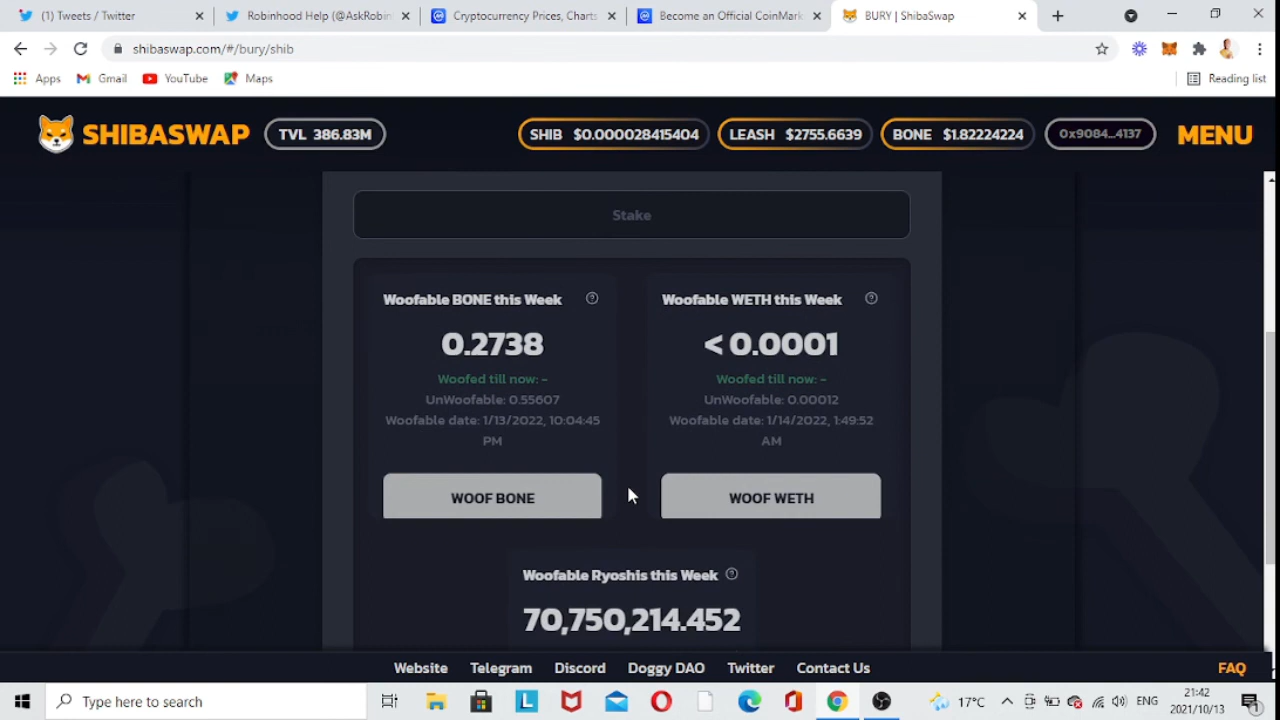 (1) Tweets / Twitter
Robinhood Help (@AskRobin
Cryptocurrency Prices, Charts
Become an Official CoinMark
BURY | ShibaSwap
shibaswap.com/#/bury/shib
Apps
Gmail
YouTube
Maps
Reading list
SHIBASWAP
TVL 386.83M
SHIB $0.000028415404
LEASH $2755.6639
BONE $1.82224224
0x9084...4137
MENU
Stake
Woofable BONE this Week
0.2738
Woofed till now: -
UnWoofable: 0.55607
Woofable date: 1/13/2022, 10:04:45
PM
WOOF BONE
Woofable WETH this Week
< 0.0001
Woofed till now: -
UnWoofable: 0.00012
Woofable date: 1/14/2022, 1:49:52
AM
WOOF WETH
Woofable Ryoshis this Week
70,750,214.452
Website
Telegram
Discord
Doggy DAO
Twitter
Contact Us
FAQ
Type here to search
L
17°C
ENG
21:42
2021/10/13
1